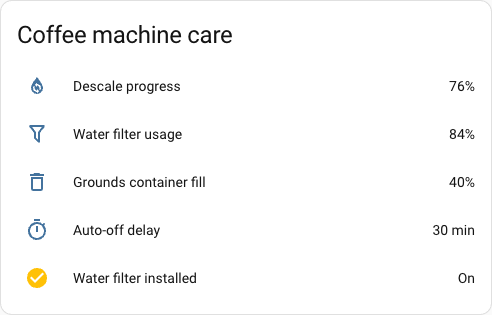 Coffee machine care
Descale progress 76%
Water filter usage 84%
Grounds container fill 40%
Auto-off delay 30 min
Water filter installed On